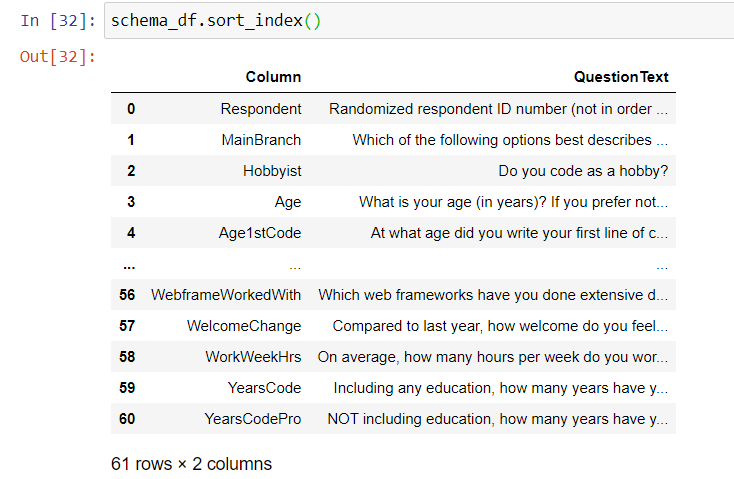 In [32]: schema_df.sort_index()
Out[32]:
Column QuestionText
0 Respondent Randomized respondent ID number (not in order ...
1 MainBranch Which of the following options best describes ...
2 Hobbyist Do you code as a hobby?
3 Age What is your age (in years)? If you prefer not...
4 Age1stCode At what age did you write your first line of c...
... ... ...
56 WebframeWorkedWith Which web frameworks have you done extensive d...
57 WelcomeChange Compared to last year, how welcome do you feel...
58 WorkWeekHrs On average, how many hours per week do you wor...
59 YearsCode Including any education, how many years have y...
60 YearsCodePro NOT including education, how many years have y...
61 rows × 2 columns